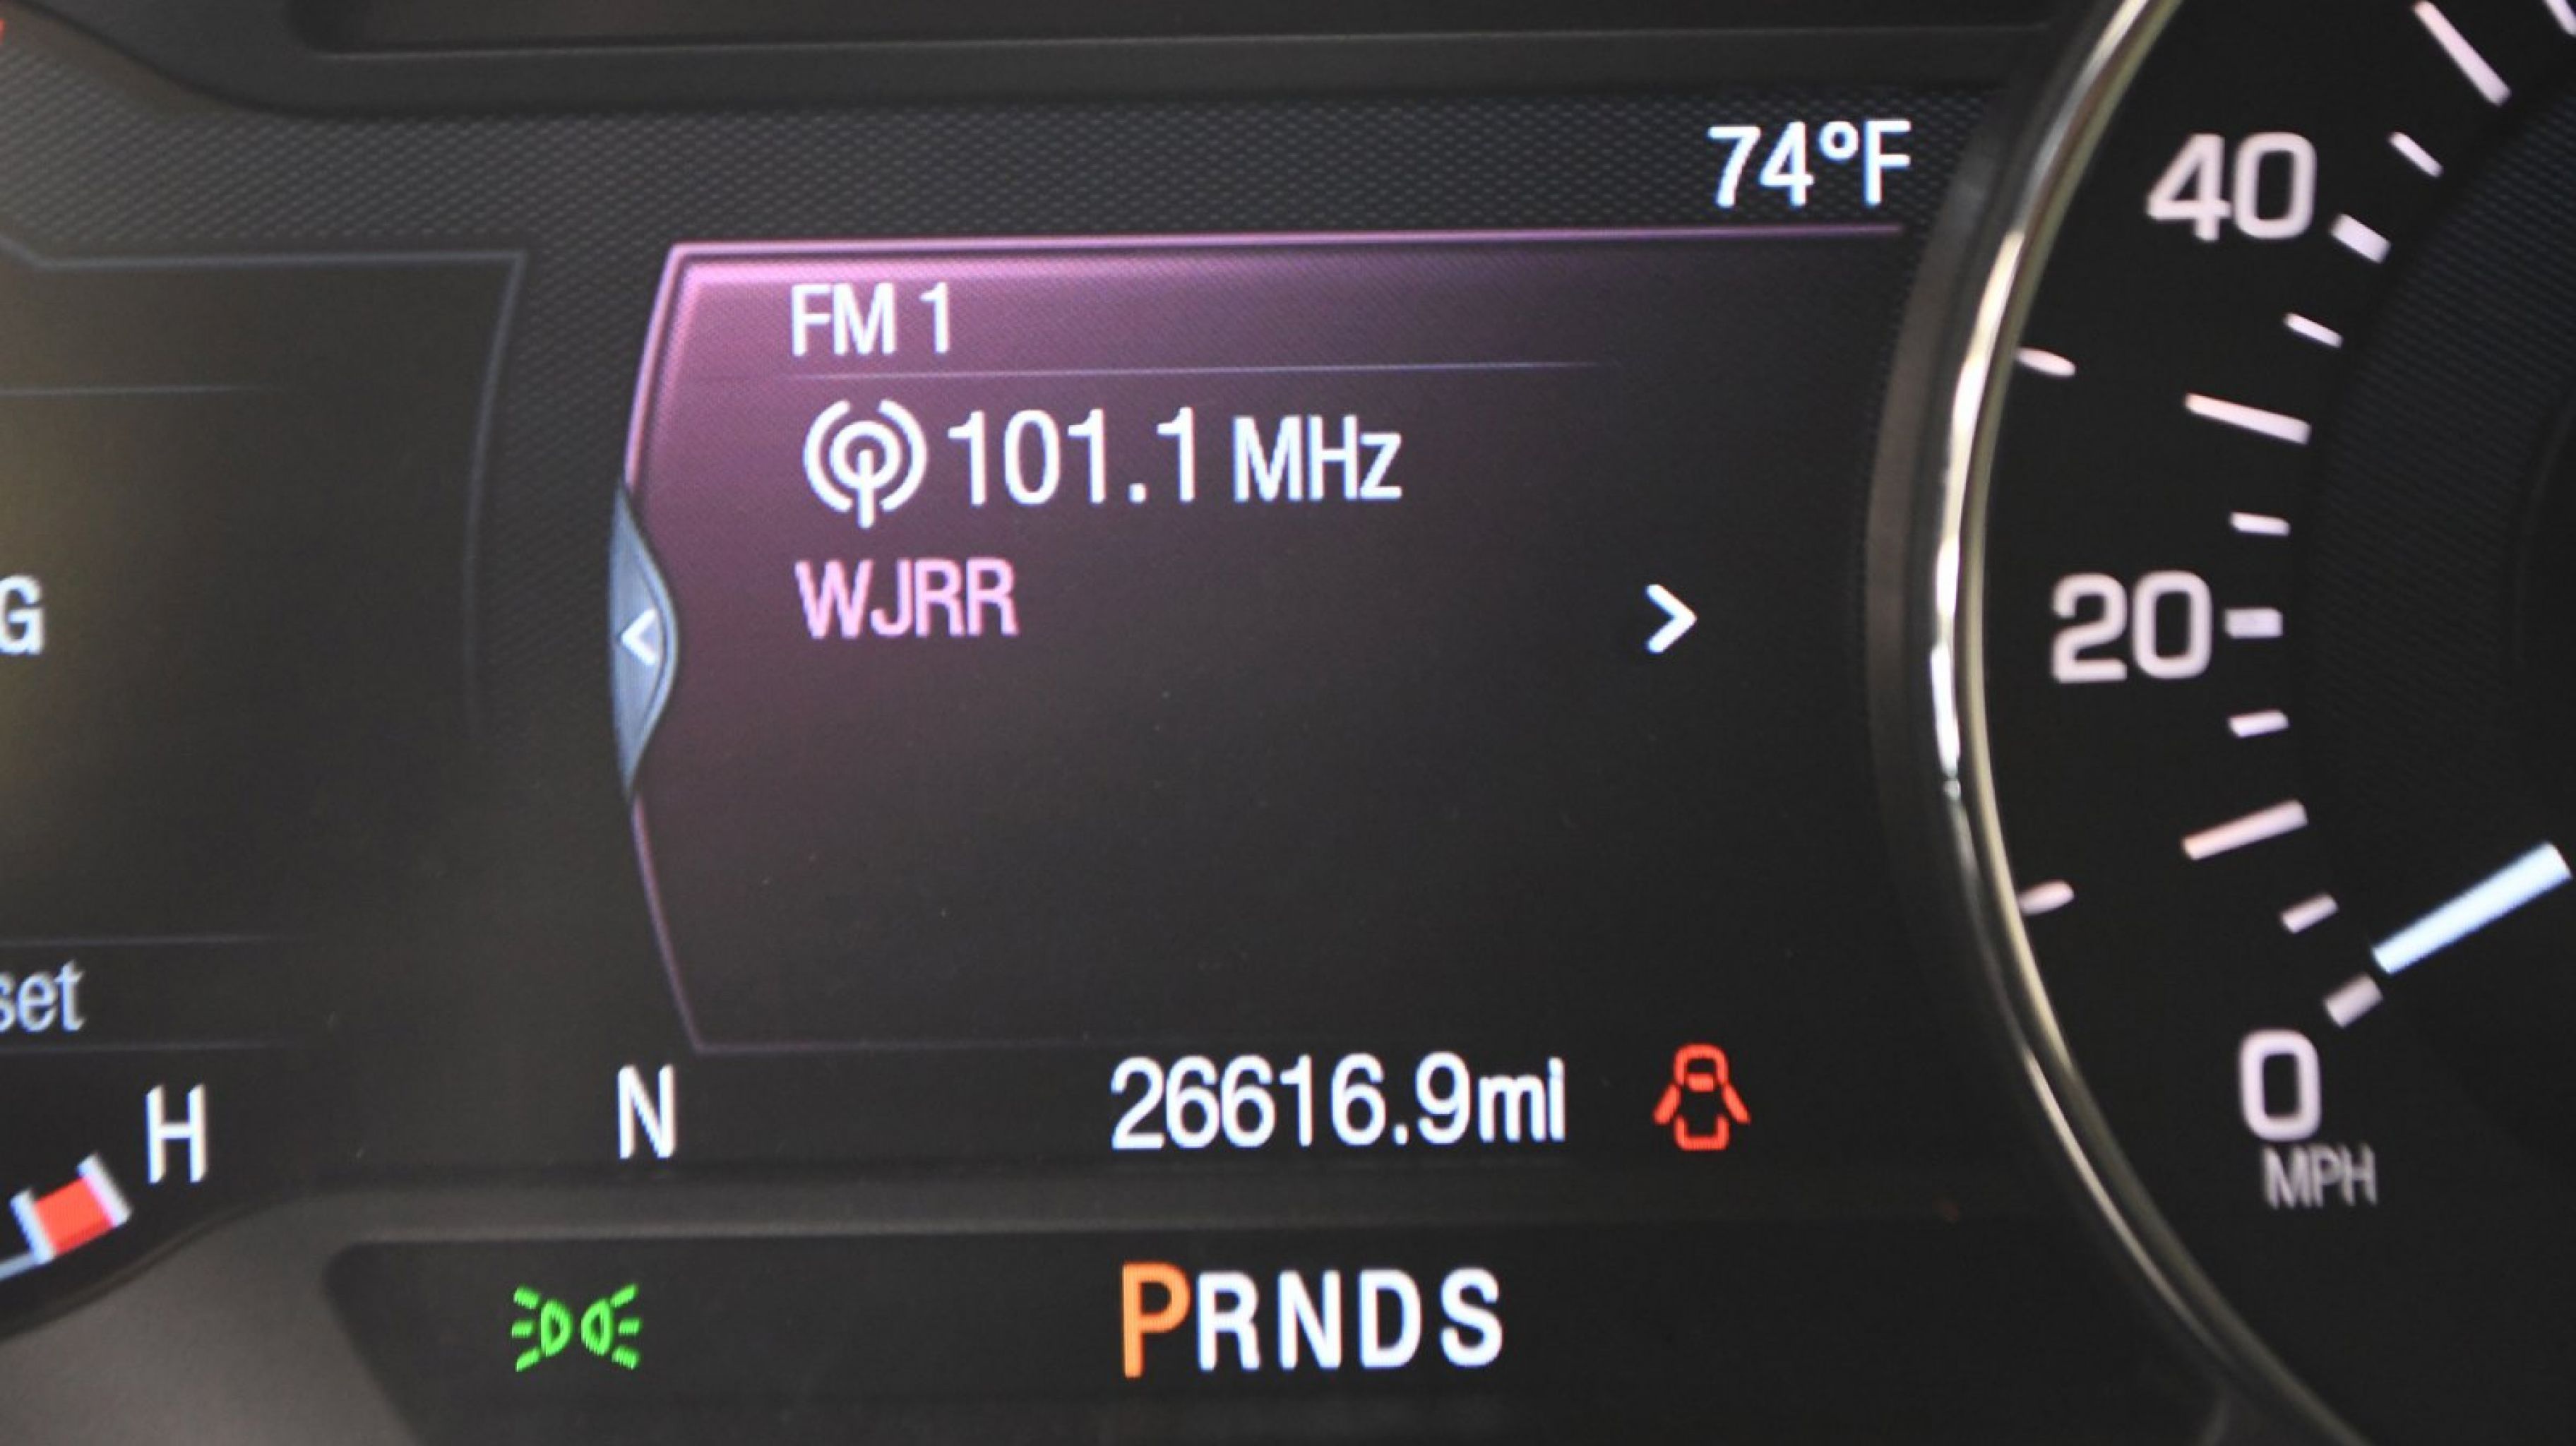 74°F
40
FM 1
101.1 MHz
WJRR
20
G
set
H
N
26616.9mi
0
MPH
PRNDS